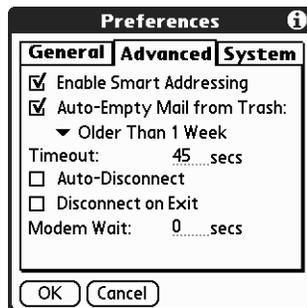 Preferences i
General Advanced System
Enable Smart Addressing
Auto-Empty Mail from Trash:
Older Than 1 Week
Timeout: 45 secs
Auto-Disconnect
Disconnect on Exit
Modem Wait: 0 secs
OK Cancel